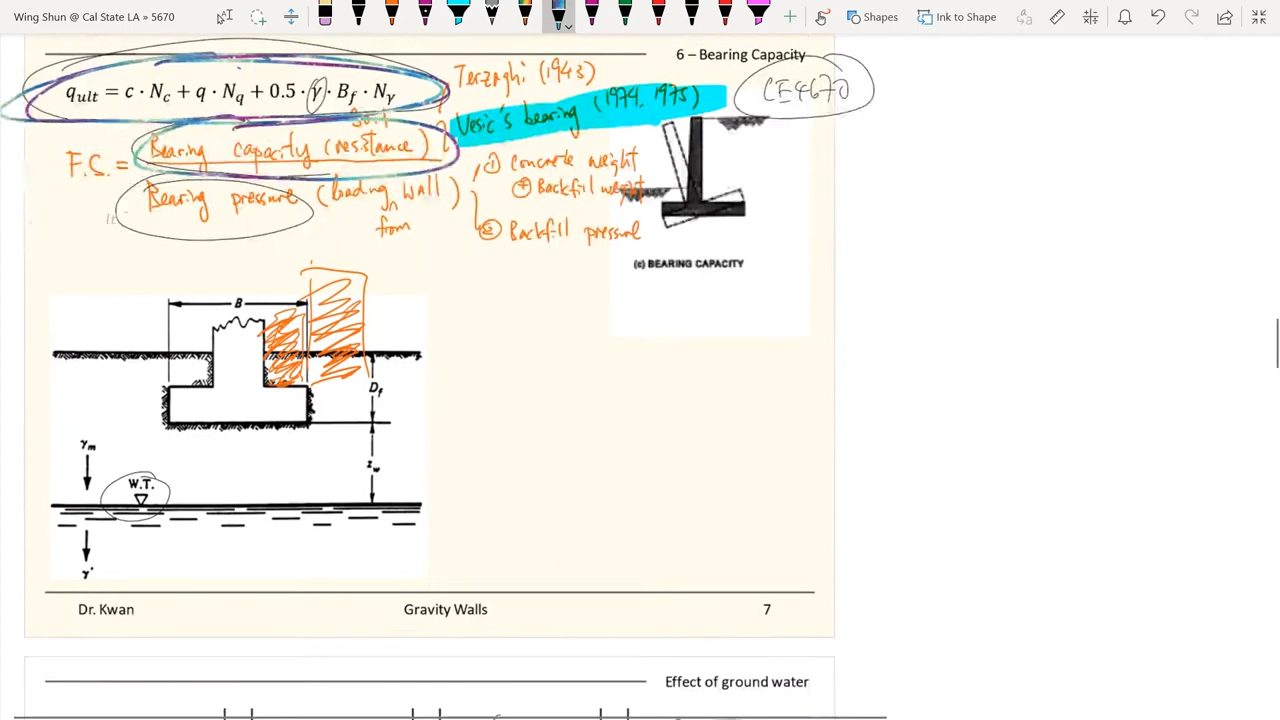 Wing Shun @ Cal State LA » 5670
Shapes
Ink to Shape
6 – Bearing Capacity
CE4670
q_ult = c · N_c + q · N_q + 0.5 · γ · B_f · N_γ
Soil
Terzaghi (1943)
Vesic's bearing (1974, 1975)
F.S. = Bearing capacity (resistance)
Bearing pressure (loading wall)
from
① Concrete weight
⊕ Backfill weight
② Backfill pressure
(c) BEARING CAPACITY
B
D_f
γ_m
z_w
W.T.
γ'
Dr. Kwan
Gravity Walls
7
Effect of ground water